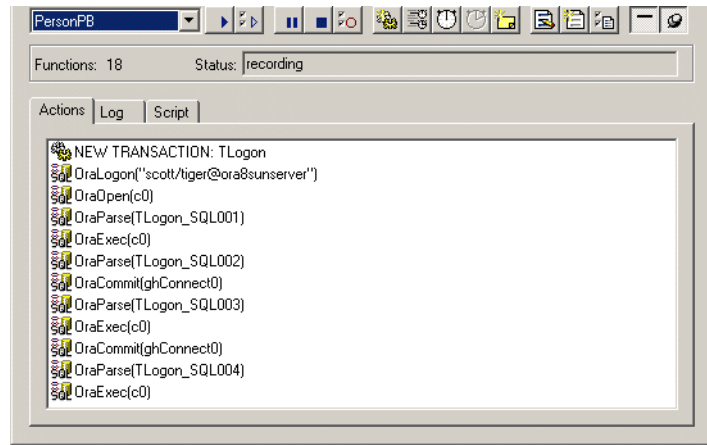 PersonPB
Functions: 18 Status: recording
Actions Log Script
NEW TRANSACTION: TLogon
OraLogon("scott/tiger@ora8sunserver")
OraOpen(c0)
OraParse(TLogon_SQL001)
OraExec(c0)
OraParse(TLogon_SQL002)
OraCommit(ghConnect0)
OraParse(TLogon_SQL003)
OraExec(c0)
OraCommit(ghConnect0)
OraParse(TLogon_SQL004)
OraExec(c0)